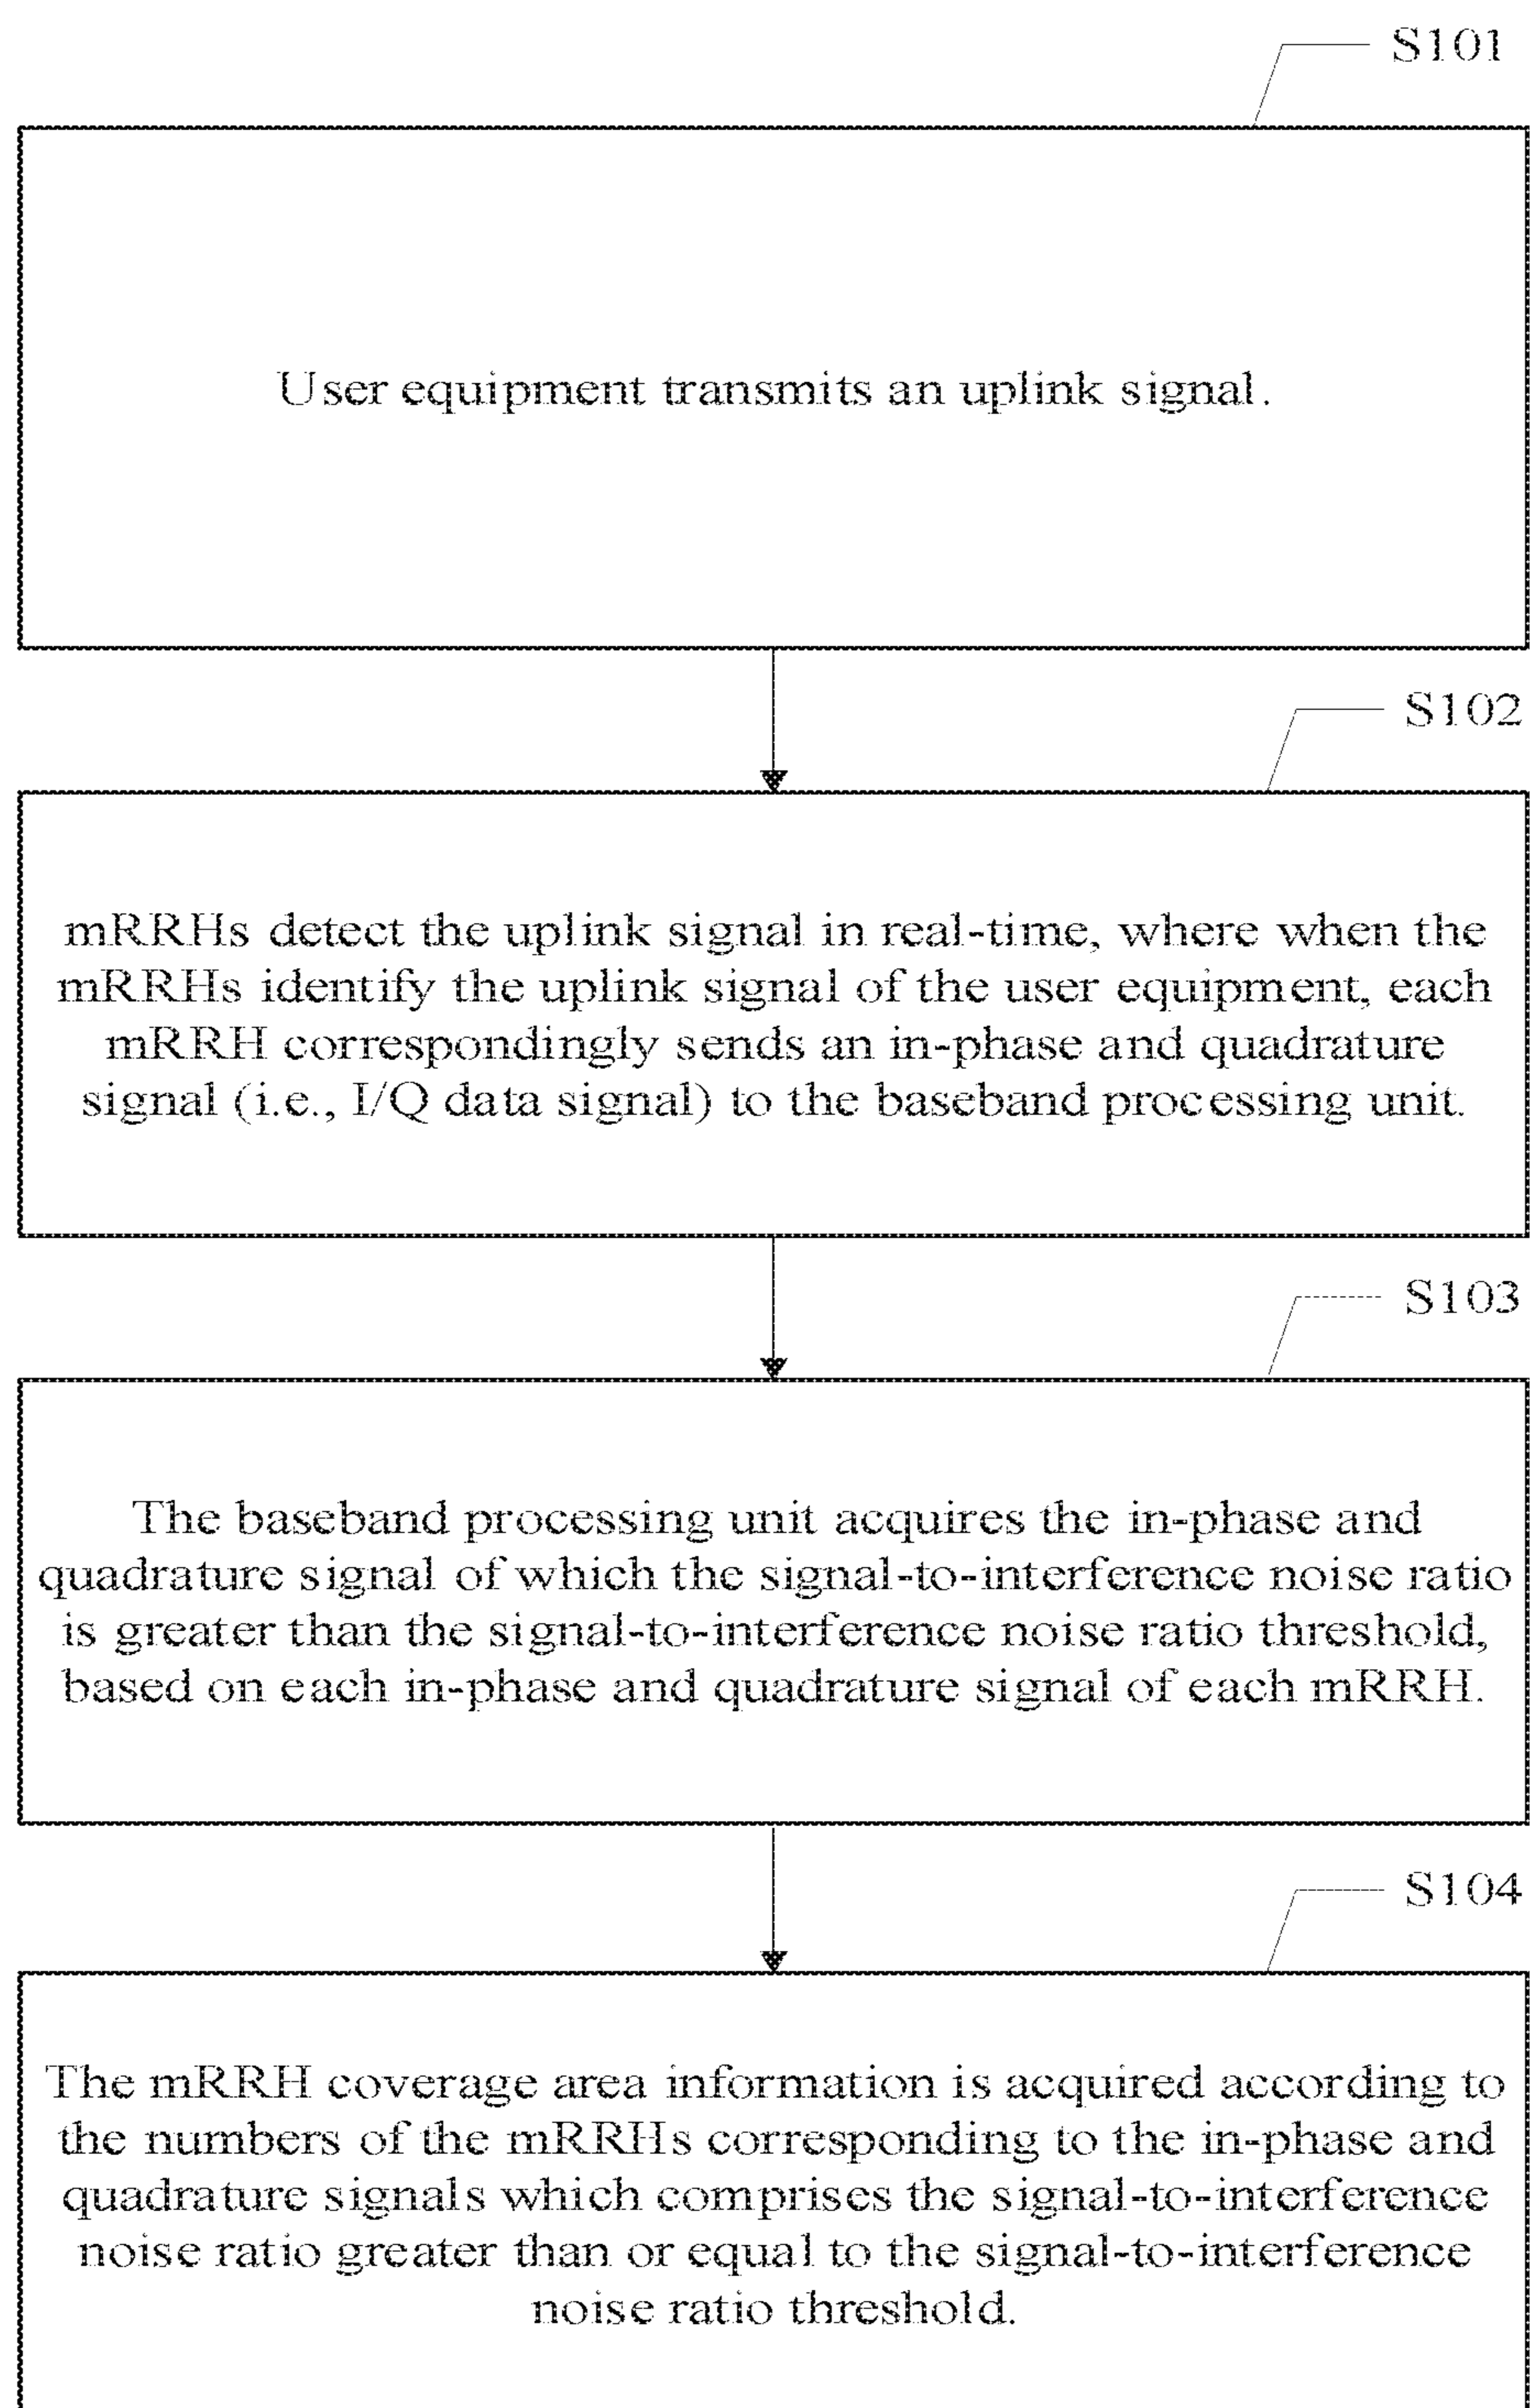 S101
User equipment transmits an uplink signal.
S102
mRRHs detect the uplink signal in real-time, where when the
mRRHs identify the uplink signal of the user equipment, each
mRRH correspondingly sends an in-phase and quadrature
signal (i.e., I/Q data signal) to the baseband processing unit.
S103
The baseband processing unit acquires the in-phase and
quadrature signal of which the signal-to-interference noise ratio
is greater than the signal-to-interference noise ratio threshold,
based on each in-phase and quadrature signal of each mRRH.
S104
The mRRH coverage area information is acquired according to
the numbers of the mRRHs corresponding to the in-phase and
quadrature signals which comprises the signal-to-interference
noise ratio greater than or equal to the signal-to-interference
noise ratio threshold.